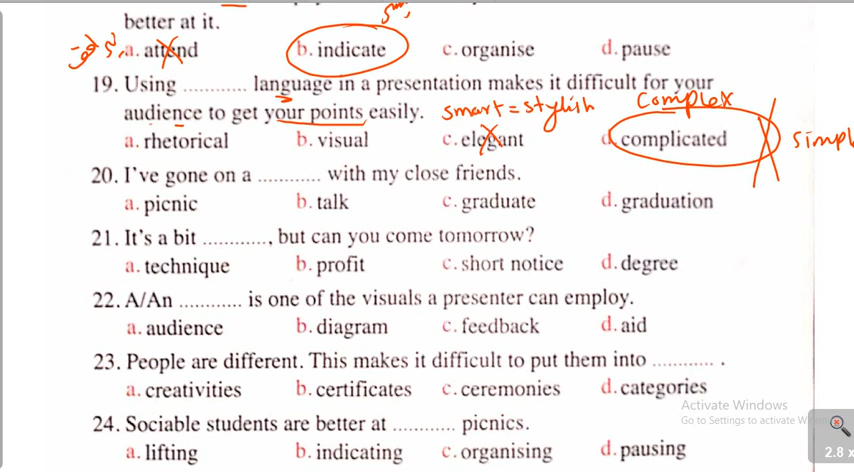 better at it.
a. attend b. indicate c. organise d. pause
19. Using ............ language in a presentation makes it difficult for your
Complex
audience to get your points easily. smart = stylish
a. rhetorical b. visual c. elegant d. complicated
20. I've gone on a ............ with my close friends.
a. picnic b. talk c. graduate d. graduation
21. It's a bit ............, but can you come tomorrow?
a. technique b. profit c. short notice d. degree
22. A/An ............ is one of the visuals a presenter can employ.
a. audience b. diagram c. feedback d. aid
23. People are different. This makes it difficult to put them into ............ .
a. creativities b. certificates c. ceremonies d. categories
Activate Windows
Go to Settings to activate
24. Sociable students are better at ............ picnics.
a. lifting b. indicating c. organising d. pausing
2.8 x